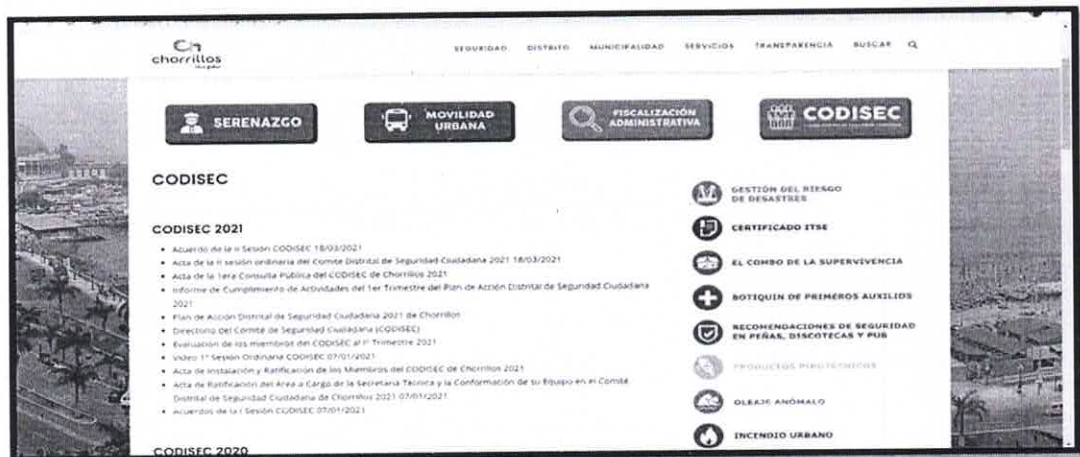 Ch
chorrillos
SEGURIDAD DISTRITO MUNICIPALIDAD SERVICIOS TRANSPARENCIA BUSCAR
SERENAZGO
MOVILIDAD
URBANA
FISCALIZACIÓN
ADMINISTRATIVA
CODISEC
CODISEC
CODISEC 2021
• Acuerdo de la II Sesión CODISEC 18/03/2021
• Acta de la II sesión ordinaria del Comité Distrital de Seguridad Ciudadana 2021 18/03/2021
• Acta de la 1era Consulta Pública del CODISEC de Chorrillos 2021
• Informe de Cumplimiento de Actividades del 1er Trimestre del Plan de Acción Distrital de Seguridad Ciudadana
2021
• Plan de Acción Distrital de Seguridad Ciudadana 2021 de Chorrillos
• Directorio del Comité de Seguridad Ciudadana (CODISEC)
• Evaluación de los miembros del CODISEC al I° Trimestre 2021
• Video 1° Sesión Ordinaria CODISEC 07/01/2021
• Acta de Instalación y Ratificación de los Miembros del CODISEC de Chorrillos 2021
• Acta de Ratificación del Área a Cargo de la Secretaría Técnica y la Conformación de su Equipo en el Comité
Distrital de Seguridad Ciudadana de Chorrillos 2021 07/01/2021
• Acuerdos de la I Sesión CODISEC 07/01/2021
CODISEC 2020
GESTIÓN DEL RIESGO
DE DESASTRES
CERTIFICADO ITSE
EL COMBO DE LA SUPERVIVENCIA
BOTIQUIN DE PRIMEROS AUXILIOS
RECOMENDACIONES DE SEGURIDAD
EN PEÑAS, DISCOTECAS Y PUB
PRODUCTOS PIROTÉCNICOS
OLEAJE ANÓMALO
INCENDIO URBANO